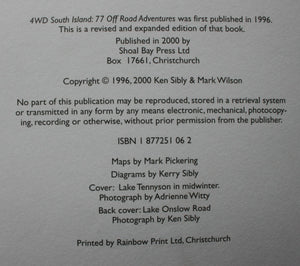 4WD South Island: 77 Off Road Adventures was first published in 1996.
This is a revised and expanded edition of that book.
Published in 2000 by
Shoal Bay Press Ltd
Box 17661, Christchurch
Copyright © 1996, 2000 Ken Sibly & Mark Wilson
No part of this publication may be reproduced, stored in a retrieval system
or transmitted in any form by any means electronic, mechanical, photocopy-
ing, recording or otherwise, without prior permission from the publisher.
ISBN 1 877251 06 2
Maps by Mark Pickering
Diagrams by Kerry Sibly
Cover: Lake Tennyson in midwinter.
Photograph by Adrienne Witty
Back cover: Lake Onslow Road
Photograph by Ken Sibly
Printed by Rainbow Print Ltd, Christchurch